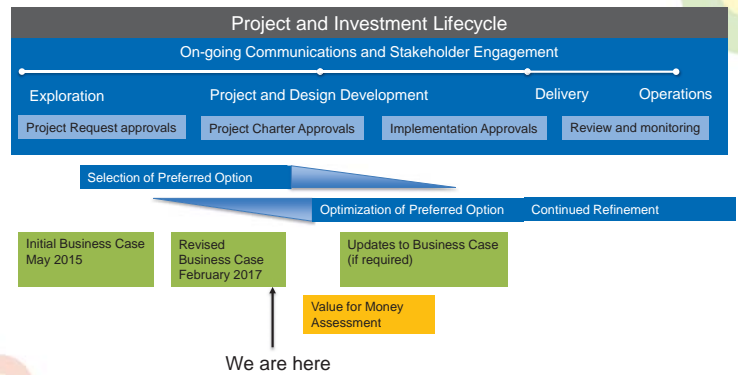 Project and Investment Lifecycle
On-going Communications and Stakeholder Engagement
Exploration
Project and Design Development
Delivery
Operations
Project Request approvals
Project Charter Approvals
Implementation Approvals
Review and monitoring
Selection of Preferred Option
Optimization of Preferred Option
Continued Refinement
Initial Business Case
May 2015
Revised
Business Case
February 2017
Updates to Business Case
(if required)
Value for Money
Assessment
We are here